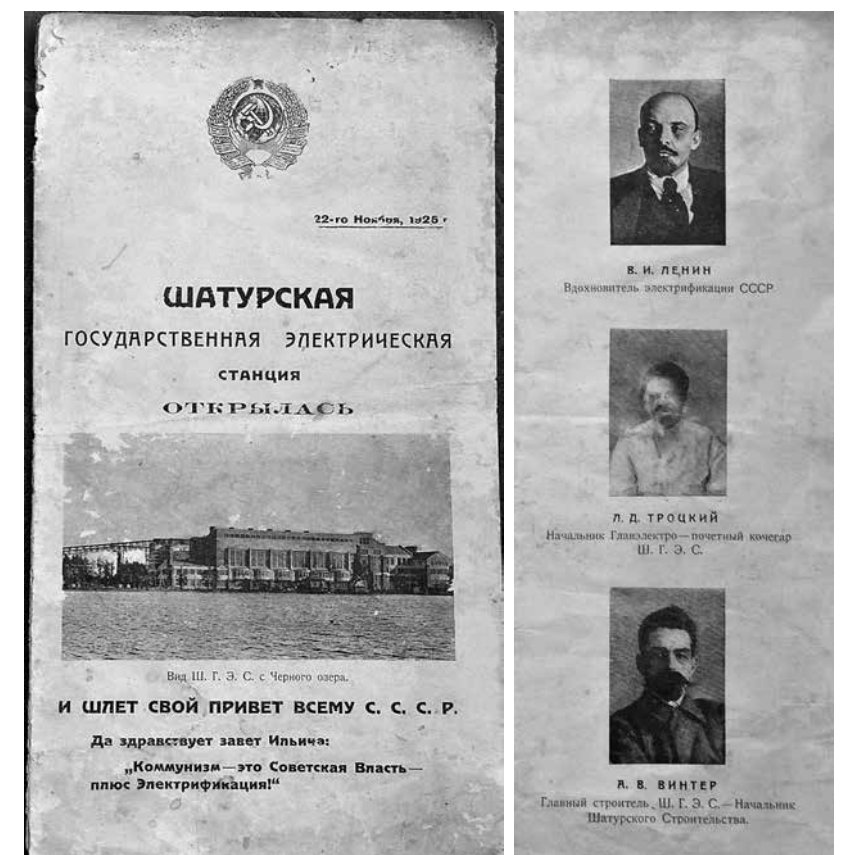 22-го Ноября, 1925 г
ШАТУРСКАЯ
ГОСУДАРСТВЕННАЯ ЭЛЕКТРИЧЕСКАЯ
СТАНЦИЯ
ОТКРЫЛАСЬ
Вид Ш. Г. Э. С. с Черного озера.
И ШЛЕТ СВОЙ ПРИВЕТ ВСЕМУ С. С. С. Р.
Да здравствует завет Ильича:
„Коммунизм—это Советская Власть—
плюс Электрификация!“
В. И. ЛЕНИН
Вдохновитель электрификации СССР
Л. Д. ТРОЦКИЙ
Начальник Главэлектро—почетный кочегар
Ш. Г. Э. С.
А. В. ВИНТЕР
Главный строитель Ш. Г. Э. С.—Начальник
Шатурского Строительства.